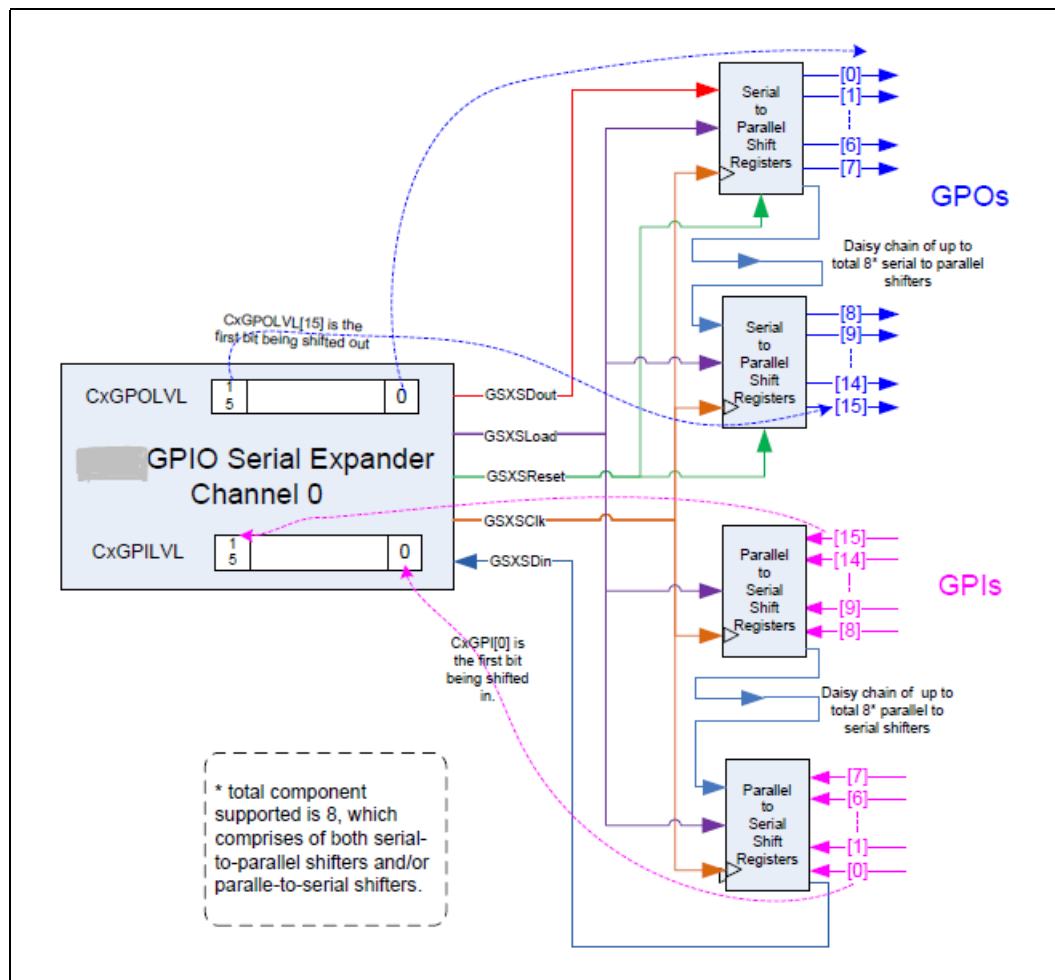 Serial
to
Parallel
Shift
Registers
[0]
[1]
[6]
[7]
GPOs
Daisy chain of up to
total 8* serial to parallel
shifters
Serial
to
Parallel
Shift
Registers
[8]
[9]
[14]
[15]
CxGPOLVL[15] is the
first bit being shifted out
CxGPOLVL
1
5
0
GPIO Serial Expander
Channel 0
CxGPILVL
1
5
0
GSXSDout
GSXSLoad
GSXSReset
GSXSClk
GSXSDin
Parallel
to
Serial
Shift
Registers
[15]
[14]
[9]
[8]
GPIs
CxGPI[0] is
the first bit
being shifted
in.
Daisy chain of up to
total 8* parallel to
serial shifters
Parallel
to
Serial
Shift
Registers
[7]
[6]
[1]
[0]
* total component
supported is 8, which
comprises of both serial-
to-parallel shifters and/or
paralle-to-serial shifters.